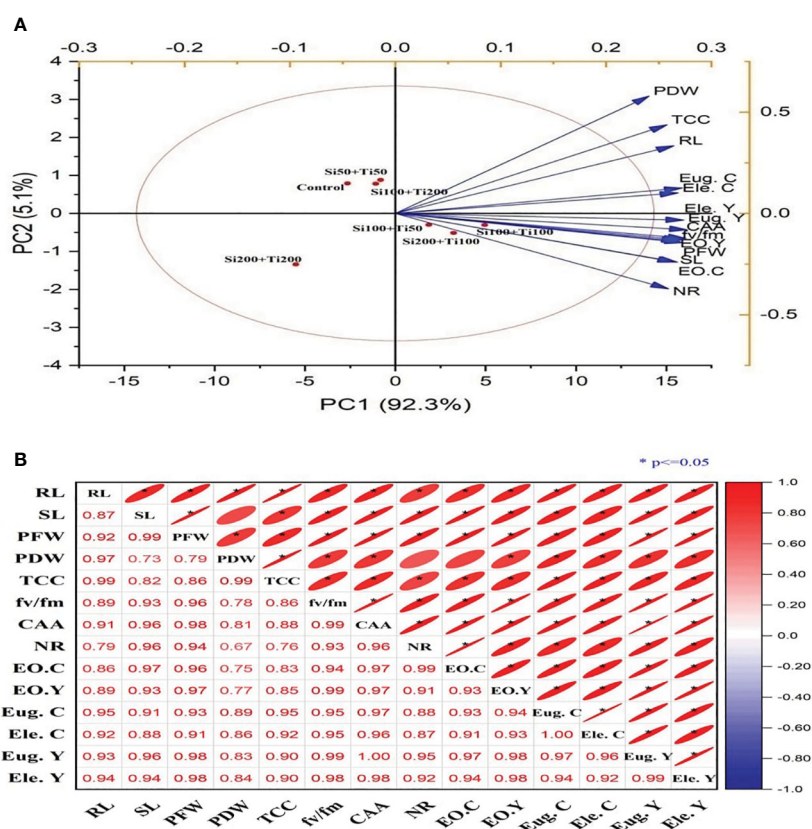 A
-0.3 -0.2 -0.1 0.0 0.1 0.2 0.3
4
3
2
1
0
-1
-2
-3
-4
PC2 (5.1%)
PDW
TCC
RL
Eug. C
Ele. C
Ele. Y
Eug. Y
CAA
fv/fm
EO.Y
PFW
SL
EO.C
NR
Si50+Ti50
Control
Si100+Ti200
Si100+Ti50
Si100+Ti100
Si200+Ti100
Si200+Ti200
0.5
0.0
-0.5
-15 -10 -5 0 5 10 15
PC1 (92.3%)
B
* p<=0.05
RL RL * * * * * * * * * * * * *
SL 0.87 SL * * * * * * * * * * *
PFW 0.92 0.99 PFW * * * * * * * * * * *
PDW 0.97 0.73 0.79 PDW * * * * * * * *
TCC 0.99 0.82 0.86 0.99 TCC * * * * * * * * *
fv/fm 0.89 0.93 0.96 0.78 0.86 fv/fm * * * * * * * *
CAA 0.91 0.96 0.98 0.81 0.88 0.99 CAA * * * * * * *
NR 0.79 0.96 0.94 0.67 0.76 0.93 0.96 NR * * * * * *
EO.C 0.86 0.97 0.96 0.75 0.83 0.94 0.97 0.99 EO.C * * * * *
EO.Y 0.89 0.93 0.97 0.77 0.85 0.99 0.97 0.91 0.93 EO.Y * * * *
Eug. C 0.95 0.91 0.93 0.89 0.95 0.95 0.97 0.88 0.93 0.94 Eug. C * * *
Ele. C 0.92 0.88 0.91 0.86 0.92 0.95 0.96 0.87 0.91 0.93 1.00 Ele. C * *
Eug. Y 0.93 0.96 0.98 0.83 0.90 0.99 1.00 0.95 0.97 0.98 0.97 0.96 Eug. Y *
Ele. Y 0.94 0.94 0.98 0.84 0.90 0.98 0.98 0.92 0.94 0.98 0.94 0.92 0.99 Ele. Y
RL SL PFW PDW TCC fv/fm CAA NR EO.C EO.Y Eug. C Ele. C Eug. Y Ele. Y
1.0
0.8
0.6
0.4
0.2
0.0
-0.2
-0.4
-0.6
-0.8
-1.0